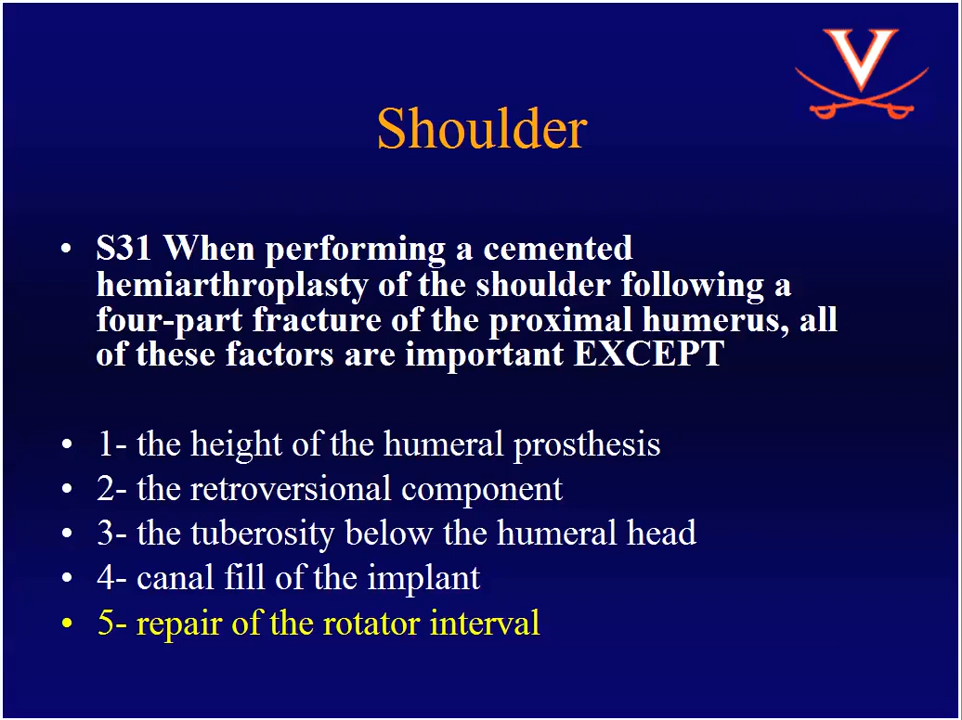 V
Shoulder
• S31 When performing a cemented
hemiarthroplasty of the shoulder following a
four-part fracture of the proximal humerus, all
of these factors are important EXCEPT
• 1- the height of the humeral prosthesis
• 2- the retroversional component
• 3- the tuberosity below the humeral head
• 4- canal fill of the implant
• 5- repair of the rotator interval